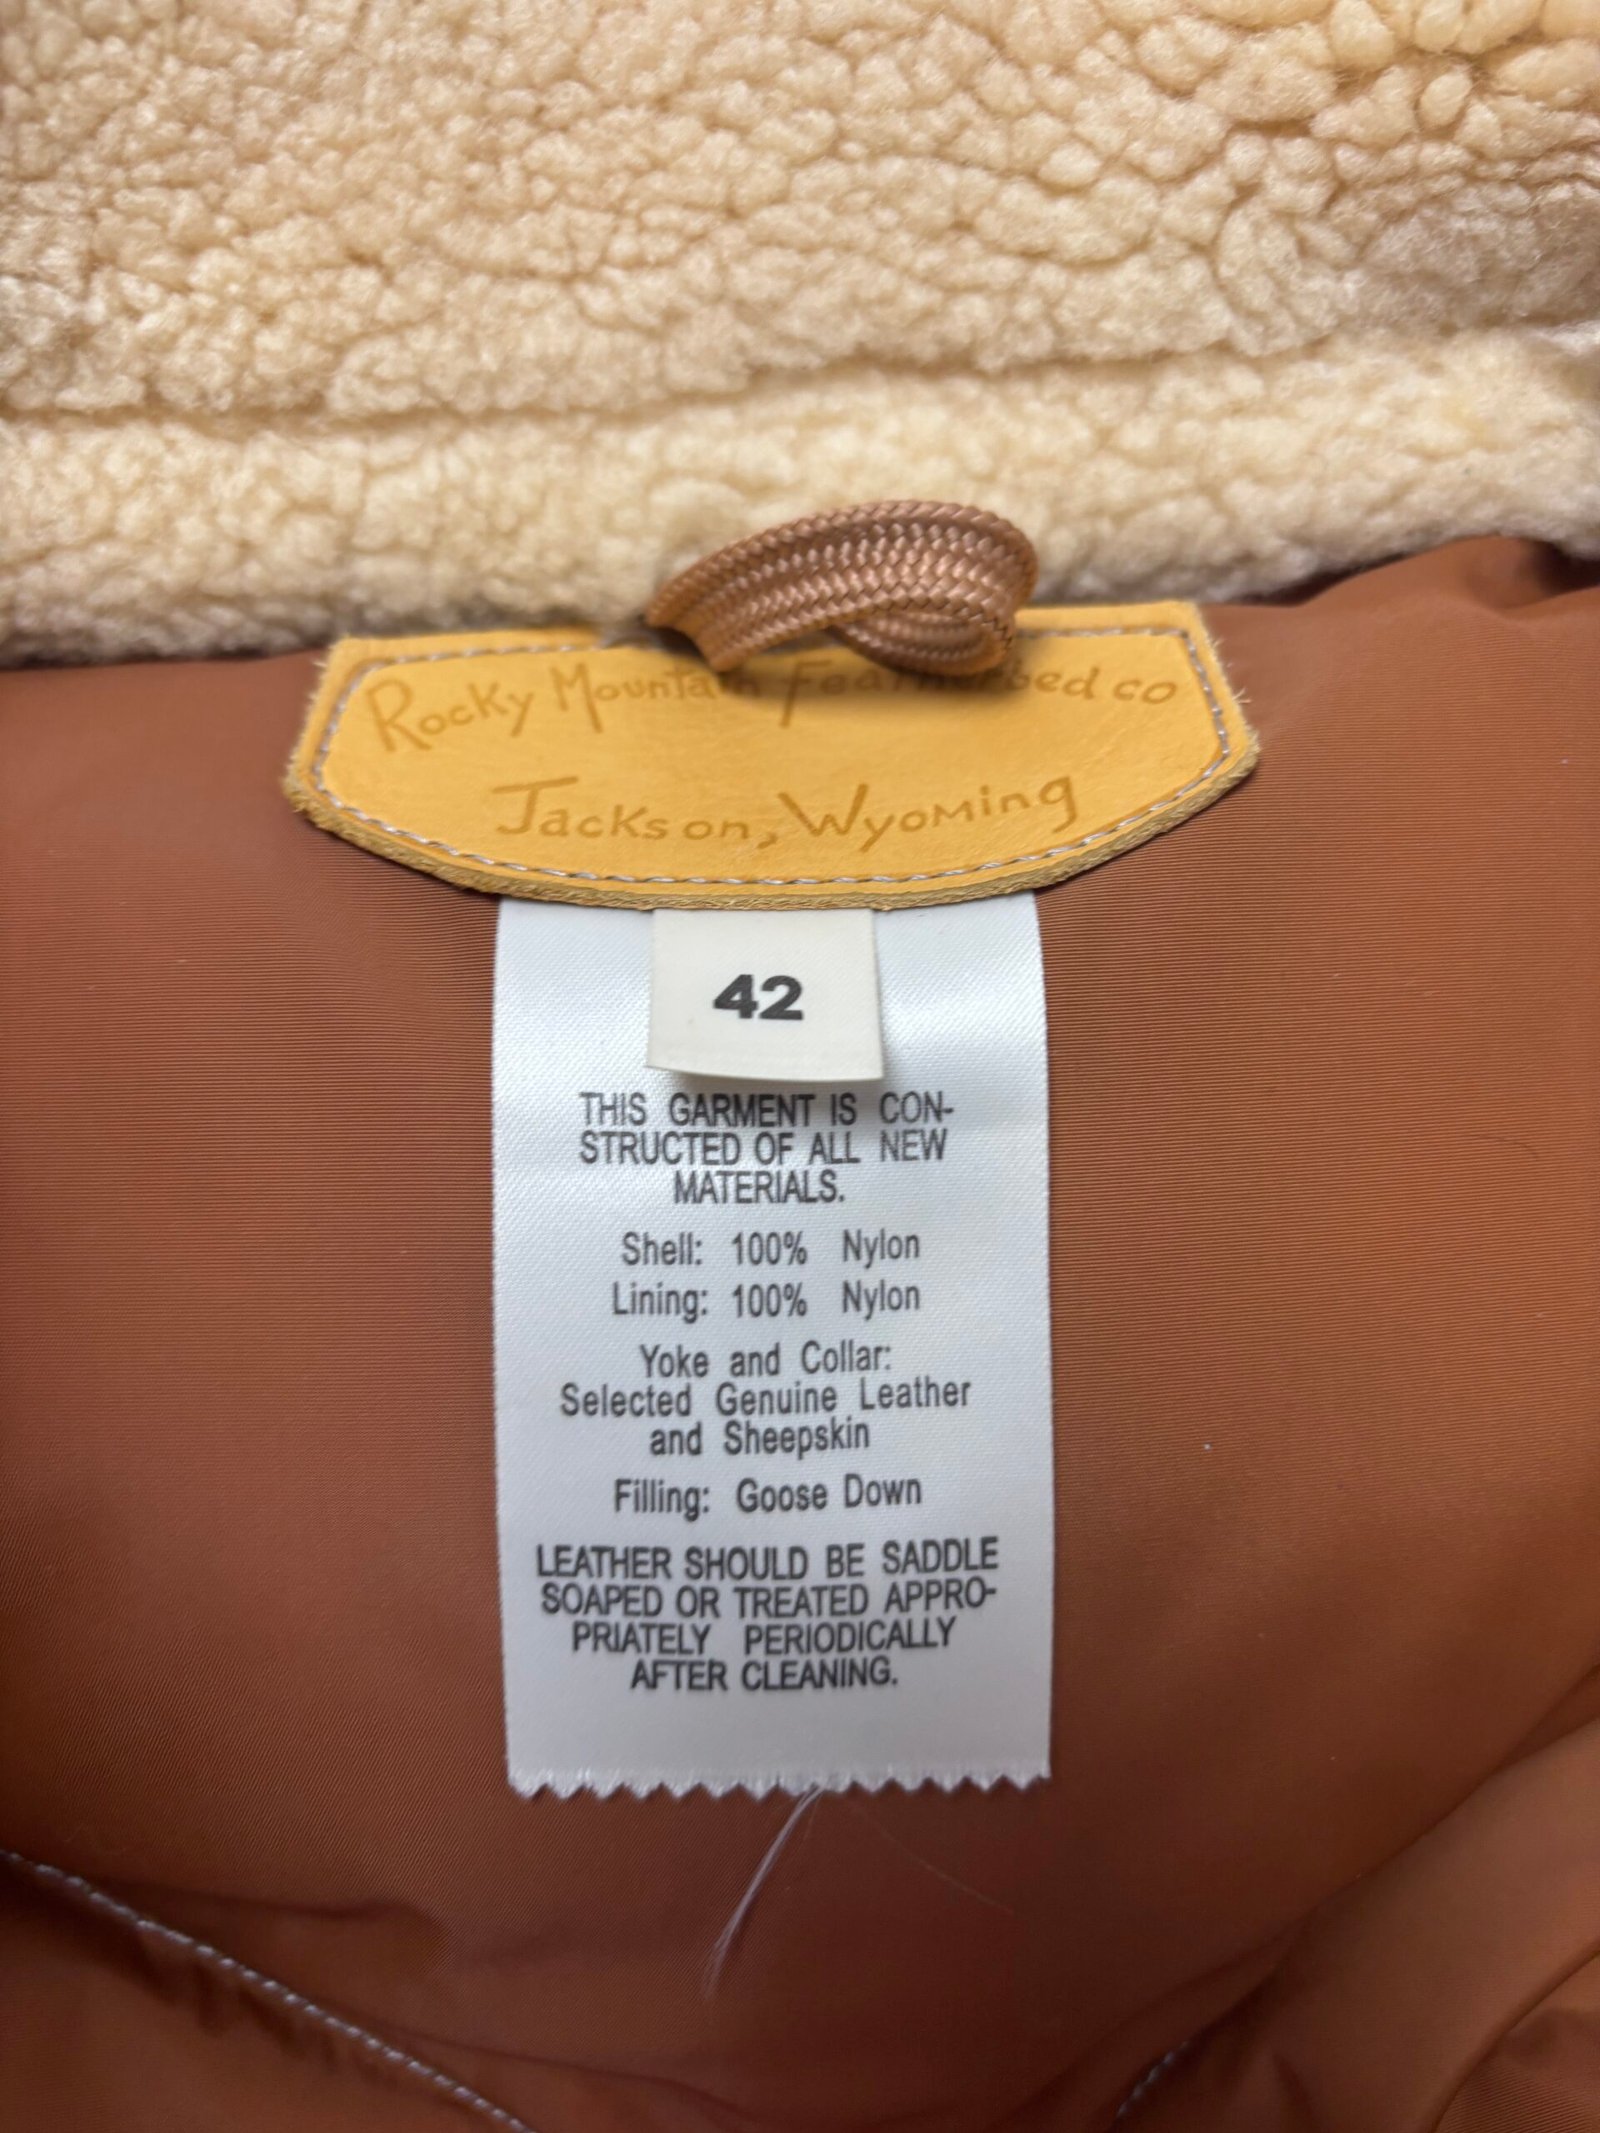 Rocky Mountain Featherbed co
Jackson, Wyoming
42
THIS GARMENT IS CON-
STRUCTED OF ALL NEW
MATERIALS.
Shell: 100% Nylon
Lining: 100% Nylon
Yoke and Collar:
Selected Genuine Leather
and Sheepskin
Filling: Goose Down
LEATHER SHOULD BE SADDLE
SOAPED OR TREATED APPRO-
PRIATELY PERIODICALLY
AFTER CLEANING.